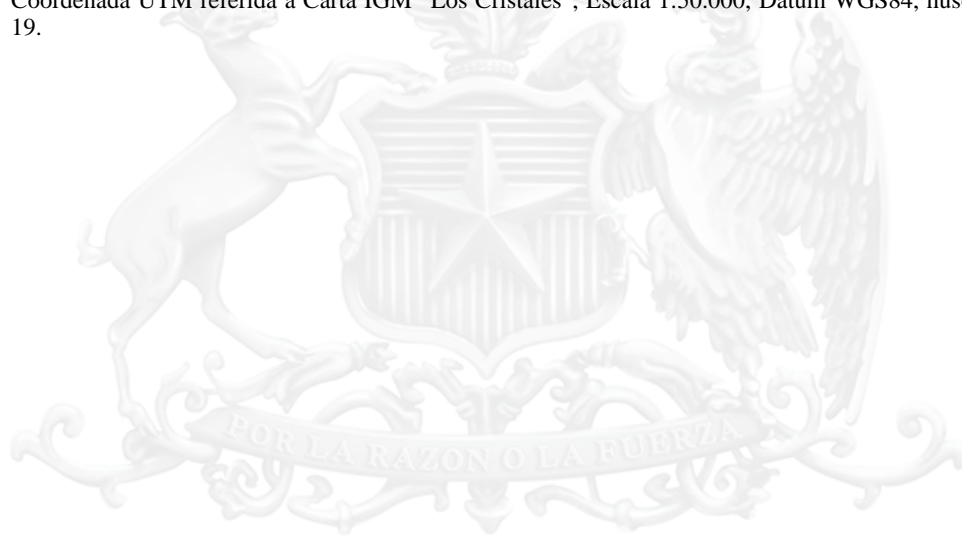 Coordenada UTM referida a Carta IGM "Los Cristales", Escala 1:50.000, Datum WGS84, huso
19.
POR LA RAZON O LA FUERZA